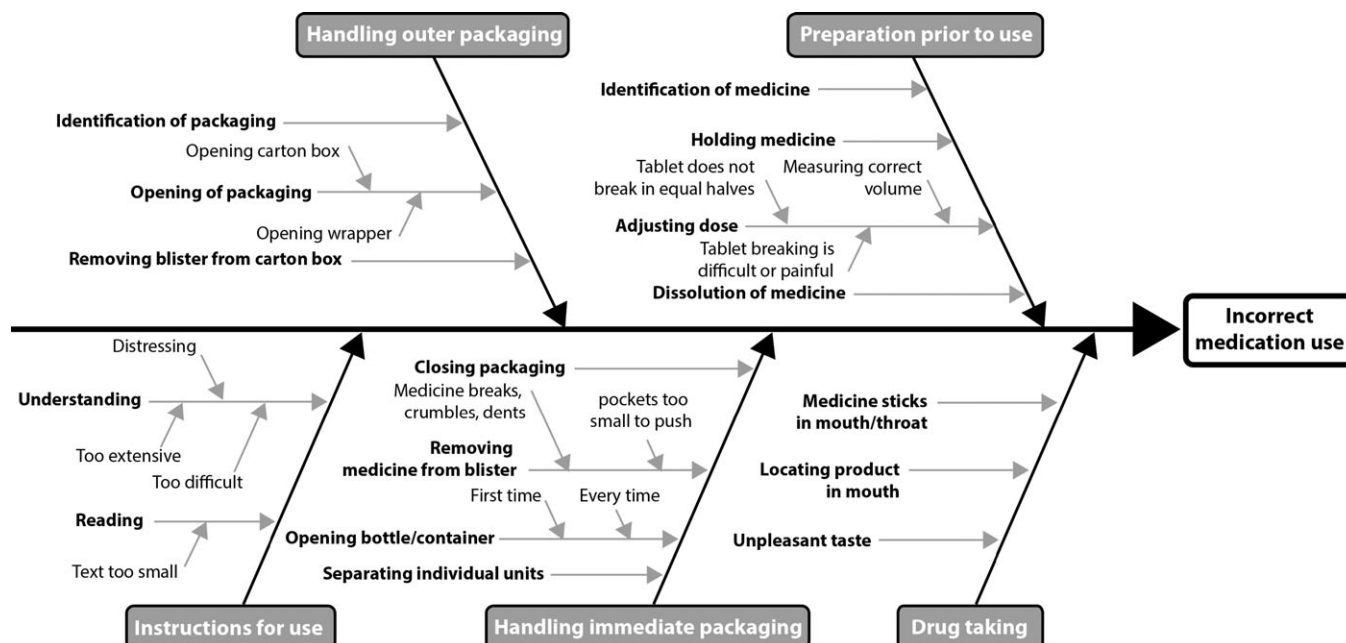 Handling outer packaging
Preparation prior to use
Identification of packaging
Opening carton box
Opening of packaging
Opening wrapper
Removing blister from carton box
Identification of medicine
Holding medicine
Tablet does not
break in equal halves
Measuring correct
volume
Adjusting dose
Tablet breaking is
difficult or painful
Dissolution of medicine
Incorrect
medication use
Distressing
Understanding
Too extensive
Too difficult
Reading
Text too small
Closing packaging
Medicine breaks,
crumbles, dents
pockets too
small to push
Removing
medicine from blister
First time
Every time
Opening bottle/container
Separating individual units
Medicine sticks
in mouth/throat
Locating product
in mouth
Unpleasant taste
Instructions for use
Handling immediate packaging
Drug taking